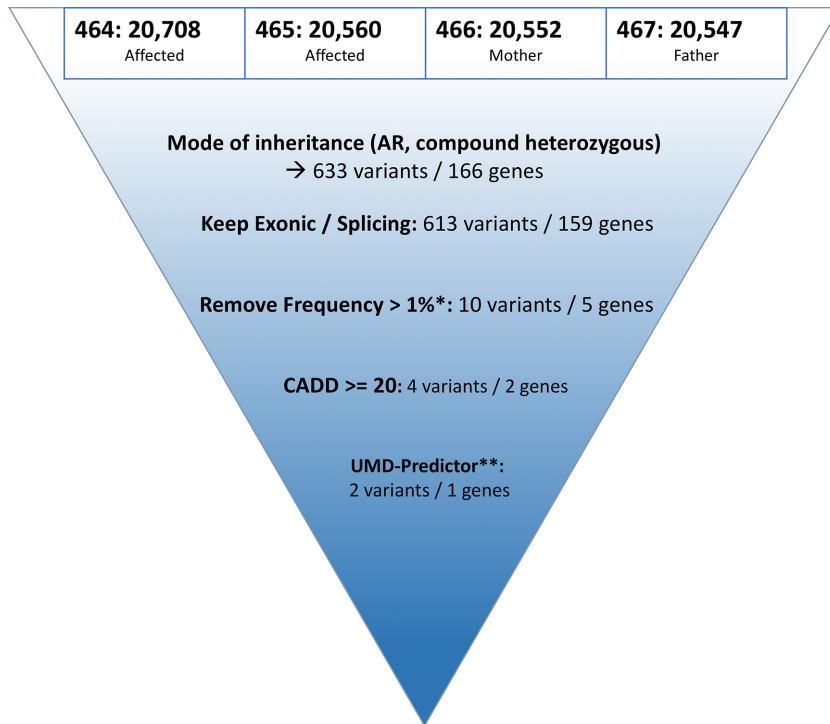 464: 20,708 465: 20,560 466: 20,552 467: 20,547
Affected Affected Mother Father
Mode of inheritance (AR, compound heterozygous)
→ 633 variants / 166 genes
Keep Exonic / Splicing: 613 variants / 159 genes
Remove Frequency > 1%*: 10 variants / 5 genes
CADD >= 20: 4 variants / 2 genes
UMD-Predictor**:
2 variants / 1 genes